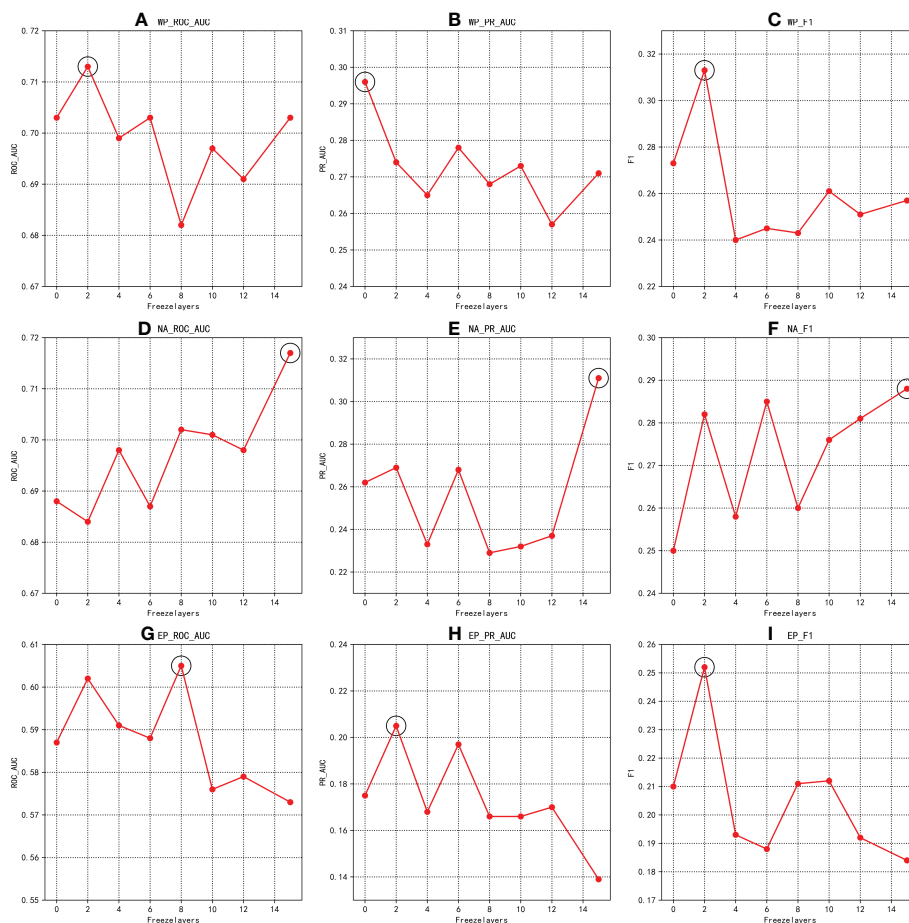 A WP_ROC_AUC
0.72
0.71
0.70
0.69
0.68
0.67
ROC_AUC
0 2 4 6 8 10 12 14
Freezelayers
B WP_PR_AUC
0.31
0.30
0.29
0.28
0.27
0.26
0.25
0.24
PR_AUC
0 2 4 6 8 10 12 14
Freezelayers
C WP_F1
0.32
0.30
0.28
0.26
0.24
0.22
F1
0 2 4 6 8 10 12 14
Freezelayers
D NA_ROC_AUC
0.72
0.71
0.70
0.69
0.68
0.67
ROC_AUC
0 2 4 6 8 10 12 14
Freezelayers
E NA_PR_AUC
0.32
0.30
0.28
0.26
0.24
0.22
PR_AUC
0 2 4 6 8 10 12 14
Freezelayers
F NA_F1
0.30
0.29
0.28
0.27
0.26
0.25
0.24
F1
0 2 4 6 8 10 12 14
Freezelayers
G EP_ROC_AUC
0.61
0.60
0.59
0.58
0.57
0.56
0.55
ROC_AUC
0 2 4 6 8 10 12 14
Freezelayers
H EP_PR_AUC
0.24
0.22
0.20
0.18
0.16
0.14
PR_AUC
0 2 4 6 8 10 12 14
Freezelayers
I EP_F1
0.26
0.25
0.24
0.23
0.22
0.21
0.20
0.19
0.18
0.17
F1
0 2 4 6 8 10 12 14
Freezelayers